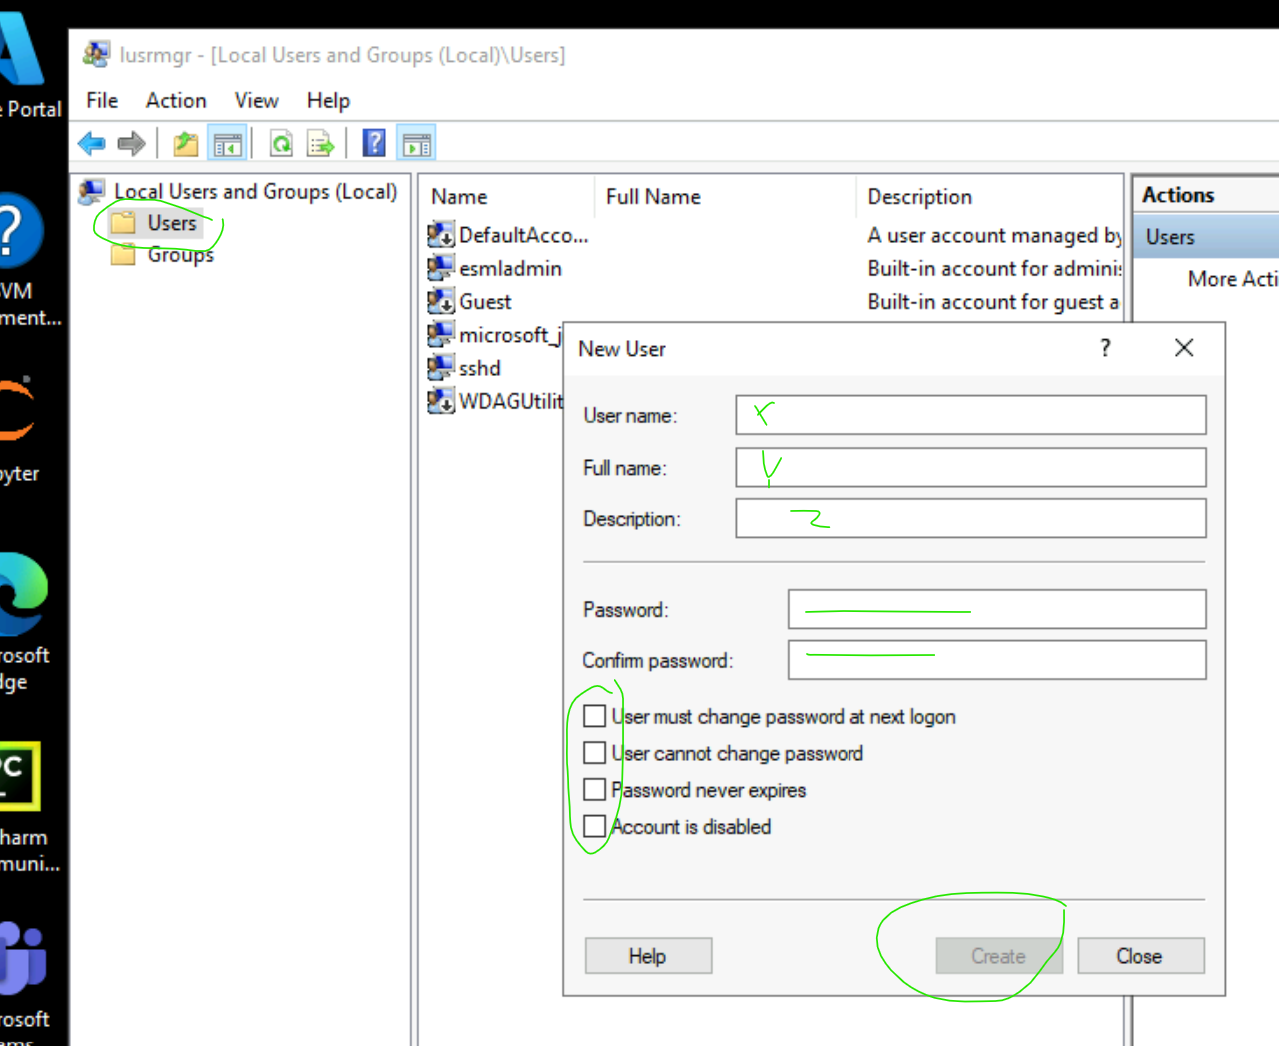 e Portal
lusrmgr - [Local Users and Groups (Local)\Users]
File Action View Help
Local Users and Groups (Local)
Users
Groups
Name Full Name Description
DefaultAcco... A user account managed by
esmladmin Built-in account for adminis
Guest Built-in account for guest a
microsoft_j
sshd
WDAGUtilit
Actions
Users
More Acti
SVM
ment...
pyter
rosoft
dge
PC
harm
muni...
rosoft
ams
New User ?
User name: x
Full name: y
Description: z
Password:
Confirm password:
User must change password at next logon
User cannot change password
Password never expires
Account is disabled
Help Create Close